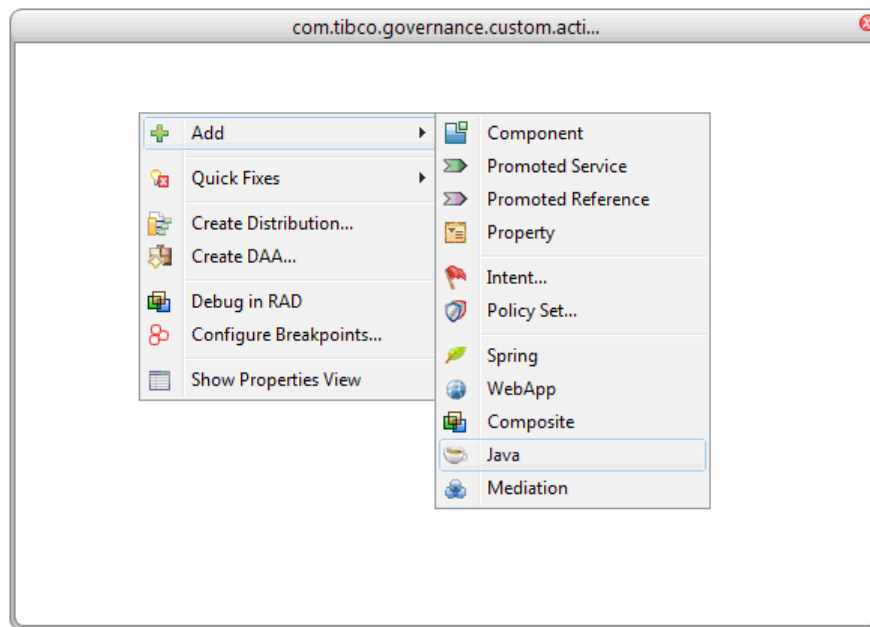 com.tibco.governance.custom.acti...
Add
Quick Fixes
Create Distribution...
Create DAA...
Debug in RAD
Configure Breakpoints...
Show Properties View
Component
Promoted Service
Promoted Reference
Property
Intent...
Policy Set...
Spring
WebApp
Composite
Java
Mediation